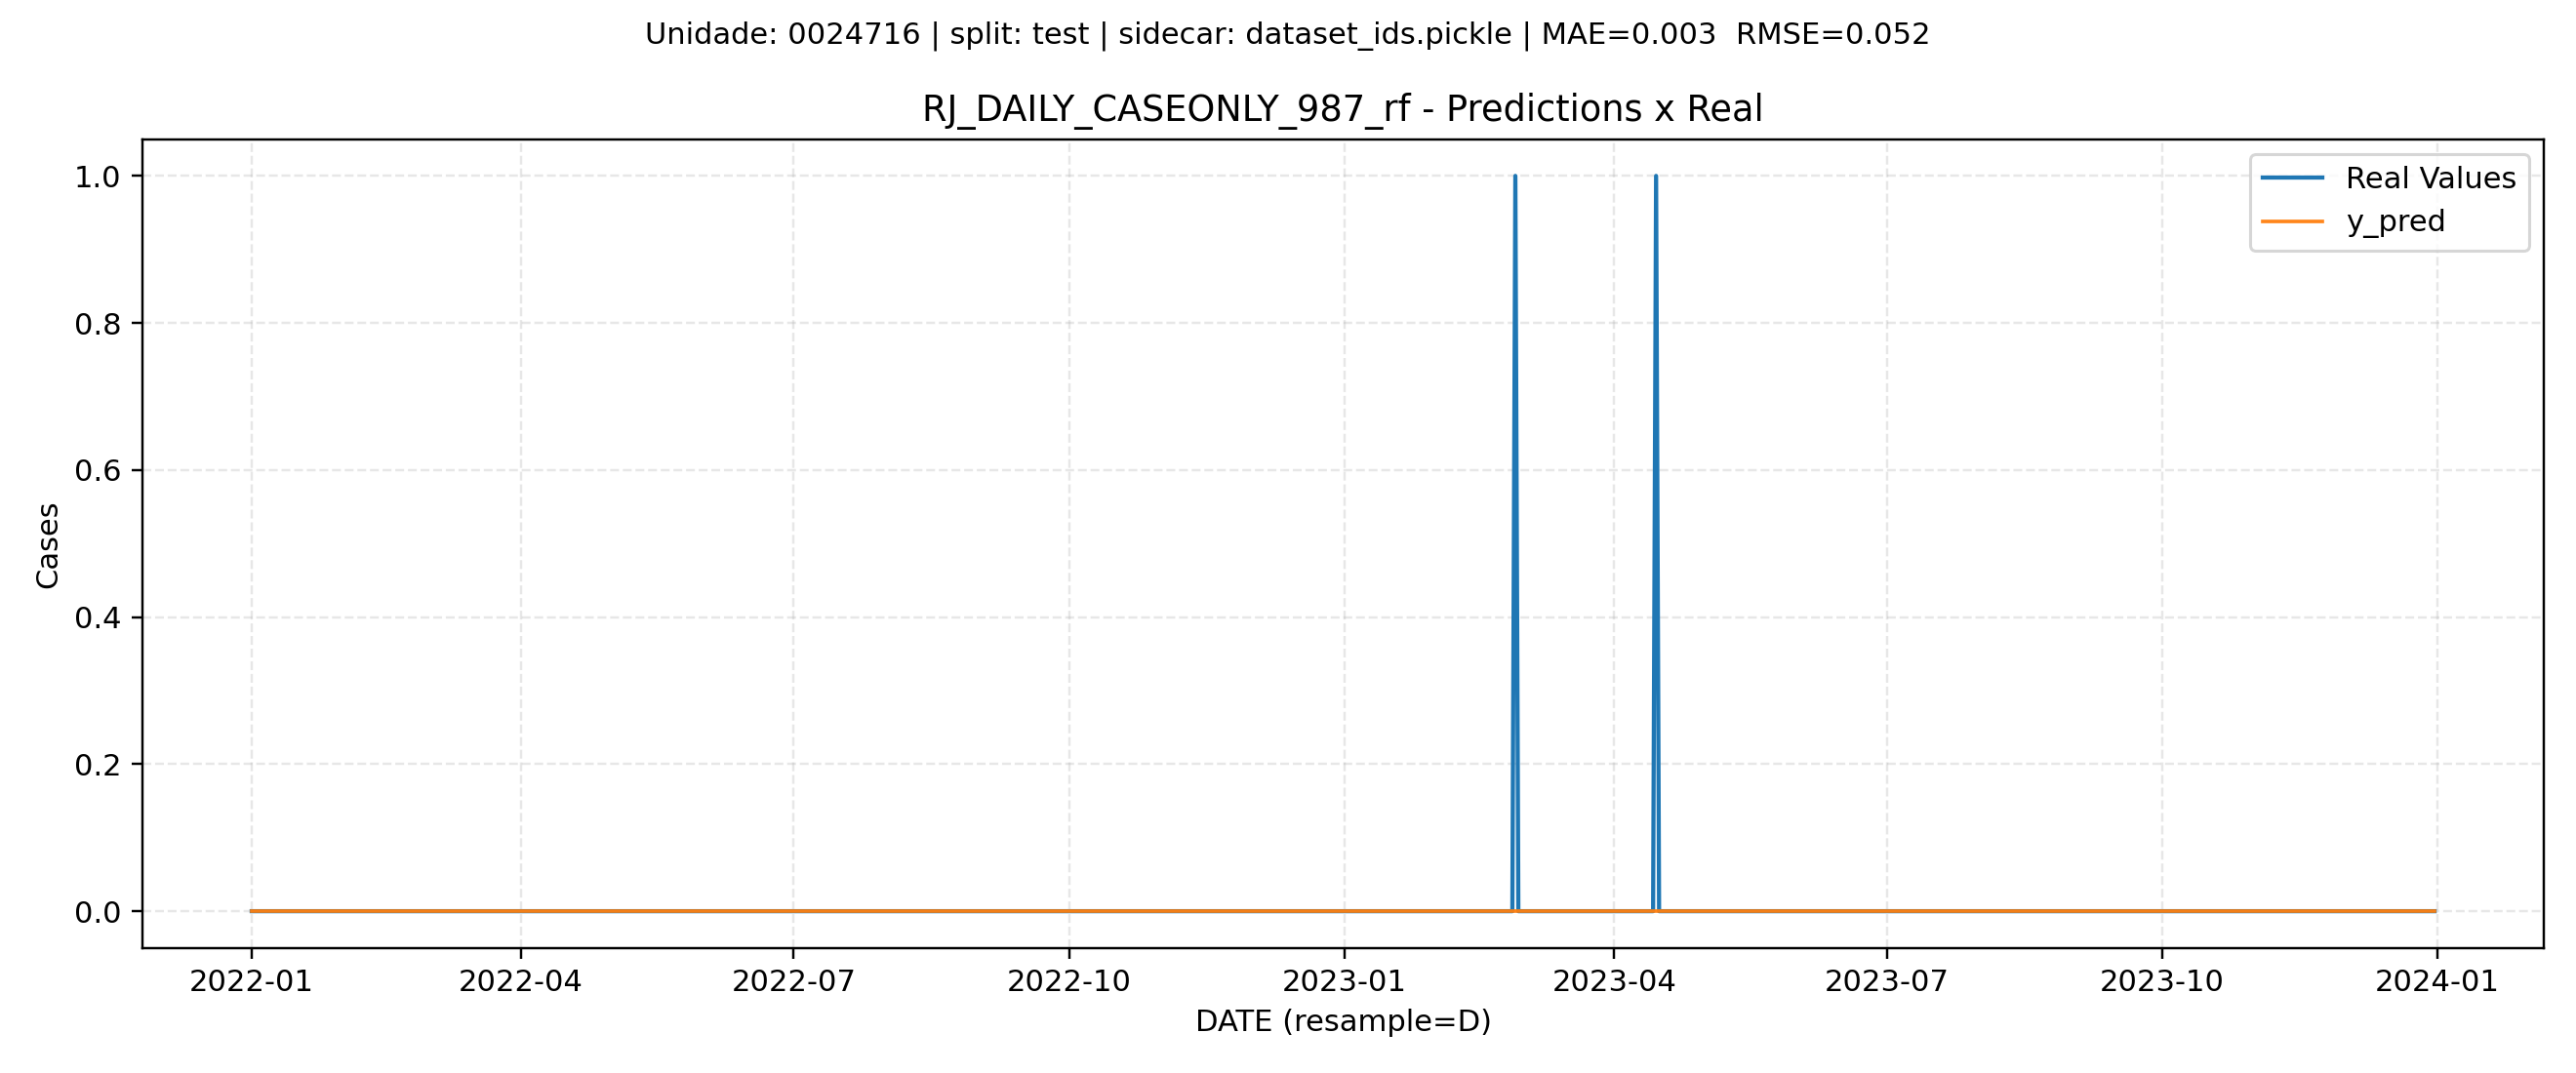 Unidade: 0024716 | split: test | sidecar: dataset_ids.pickle | MAE=0.003  RMSE=0.052
RJ_DAILY_CASEONLY_987_rf - Predictions x Real
Real Values
y_pred
1.0
0.8
0.6
0.4
0.2
0.0
Cases
2022-01 2022-04 2022-07 2022-10 2023-01 2023-04 2023-07 2023-10 2024-01
DATE (resample=D)